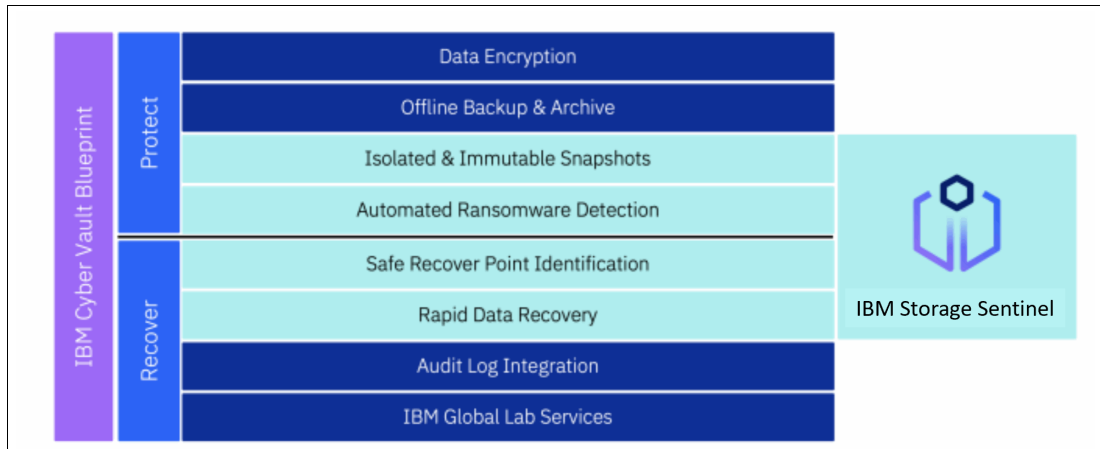 IBM Cyber Vault Blueprint
Protect
Data Encryption
Offline Backup & Archive
Isolated & Immutable Snapshots
Automated Ransomware Detection
Recover
Safe Recover Point Identification
Rapid Data Recovery
Audit Log Integration
IBM Global Lab Services
IBM Storage Sentinel